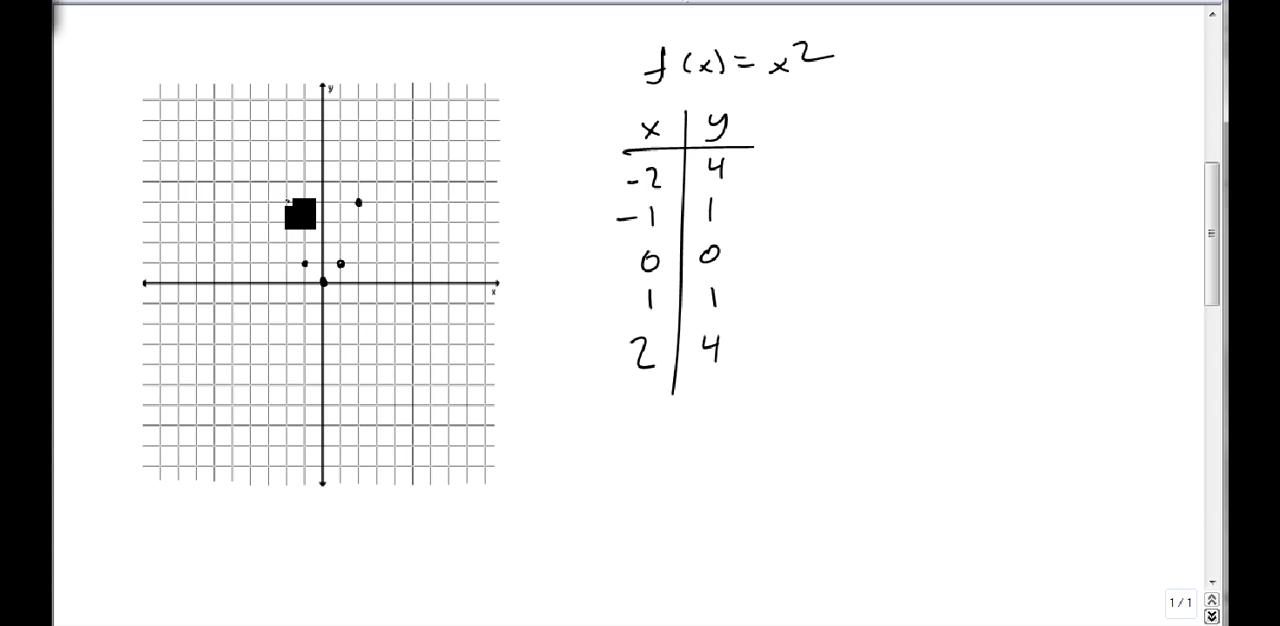 f(x) = x²
y
x | y
-2 | 4
-1 | 1
0 | 0
1 | 1
2 | 4
x
1 / 1